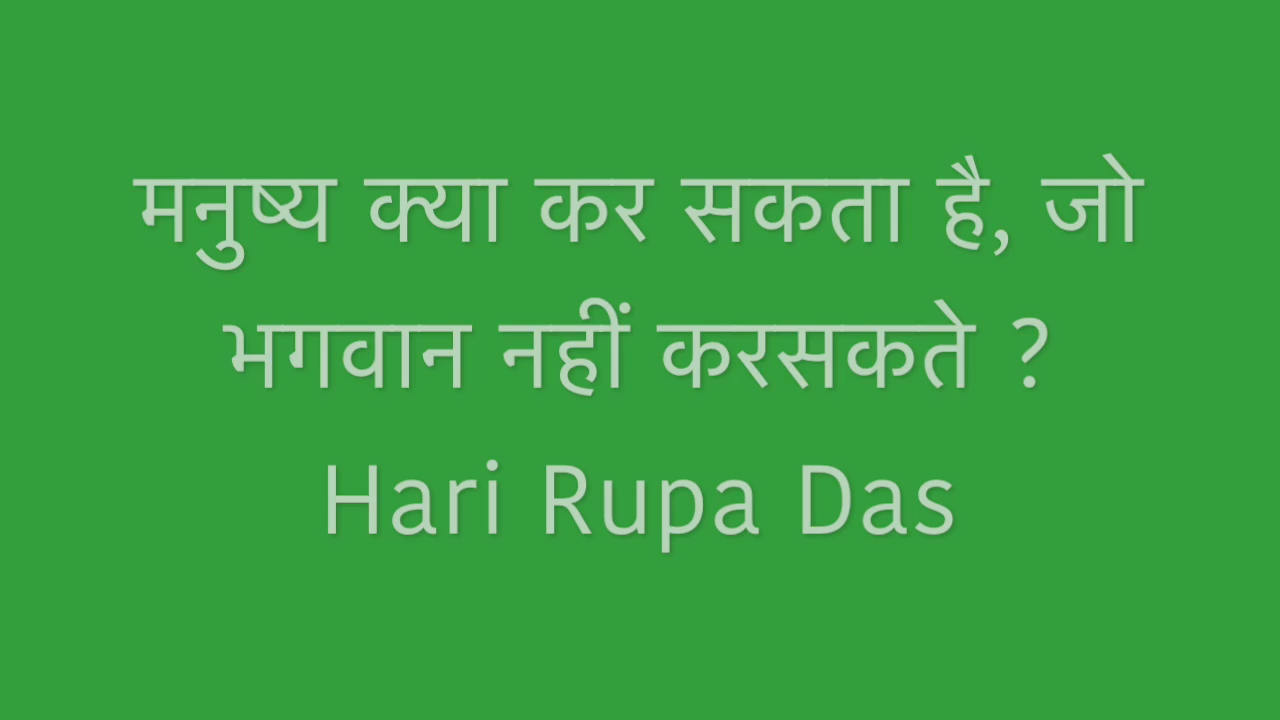 मनुष्य क्या कर सकता है, जो
भगवान नहीं करसकते ?
Hari Rupa Das